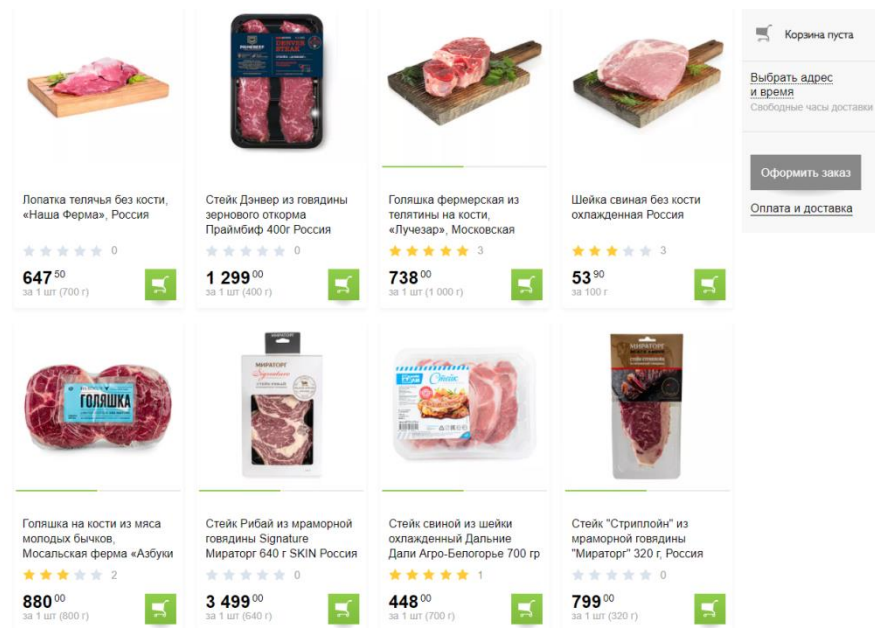 Корзина пуста
Выбрать адрес
и время
Свободные часы доставки
Оформить заказ
Оплата и доставка
Лопатка телячья без кости,
«Наша Ферма», Россия
0
647 50
за 1 шт (700 г)
Стейк Дэнвер из говядины
зернового откорма
Праймбиф 400г Россия
0
1 299 00
за 1 шт (400 г)
Голяшка фермерская из
телятины на кости,
«Лучезар», Московская
3
738 00
за 1 шт (1 000 г)
Шейка свиная без кости
охлажденная Россия
3
53 90
за 100 г
DENVER
STEAK
ГОЛЯШКА
Голяшка на кости из мяса
молодых бычков,
Мосальская ферма «Азбуки
2
880 00
за 1 шт (800 г)
МИРАТОРГ
Стейк Рибай из мраморной
говядины Signature
Мираторг 640 г SKIN Россия
0
3 499 00
за 1 шт (640 г)
Стейк
Стейк свиной из шейки
охлажденный Дальние
Дали Агро-Белогорье 700 гр
1
448 00
за 1 шт (700 г)
МИРАТОРГ
Стейк "Стриплойн" из
мраморной говядины
"Мираторг" 320 г, Россия
0
799 00
за 1 шт (320 г)